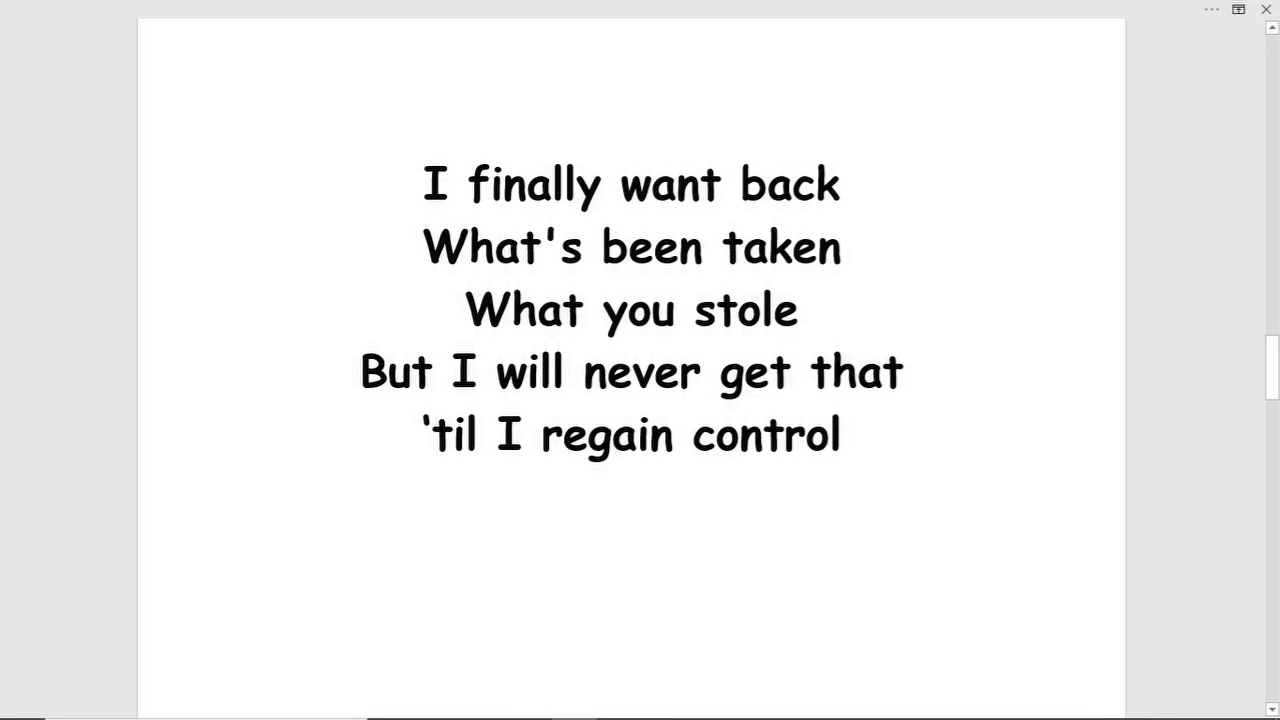 I finally want back
What's been taken
What you stole
But I will never get that
‘til I regain control